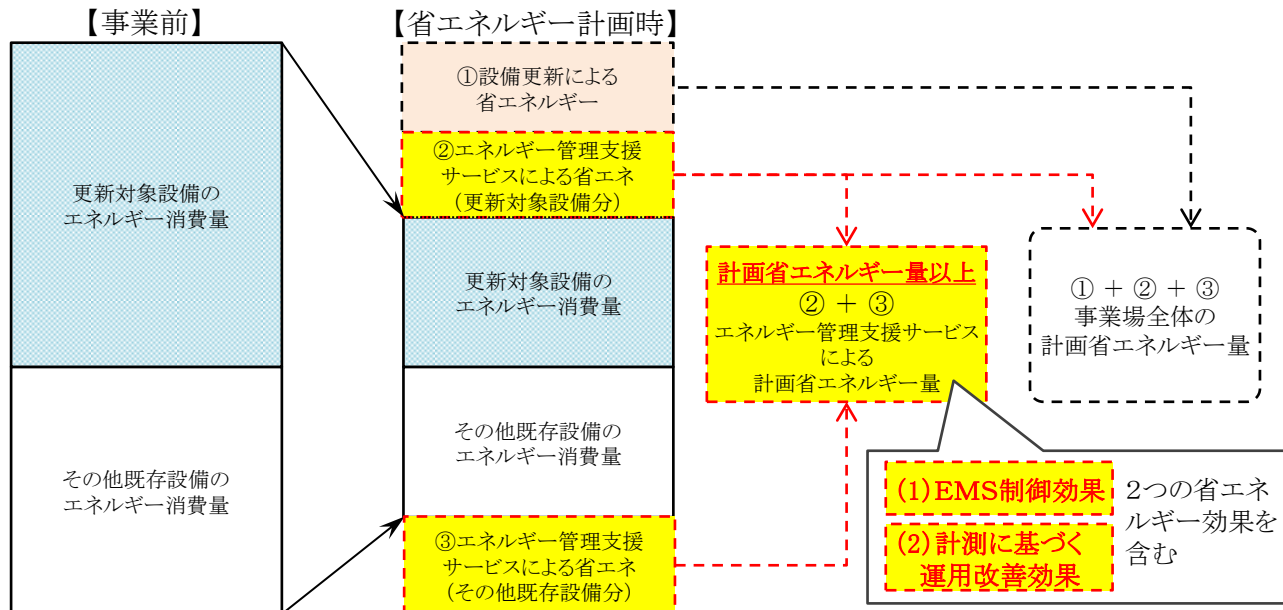 【事業前】
更新対象設備の
エネルギー消費量
その他既存設備の
エネルギー消費量
【省エネルギー計画時】
①設備更新による
省エネルギー
②エネルギー管理支援
サービスによる省エネ
(更新対象設備分)
更新対象設備の
エネルギー消費量
その他既存設備の
エネルギー消費量
③エネルギー管理支援
サービスによる省エネ
(その他既存設備分)
計画省エネルギー量以上
② + ③
エネルギー管理支援サービス
による
計画省エネルギー量
① + ② + ③
事業場全体の
計画省エネルギー量
(1)EMS制御効果
(2)計測に基づく
運用改善効果
2つの省エネ
ルギー効果を
含む